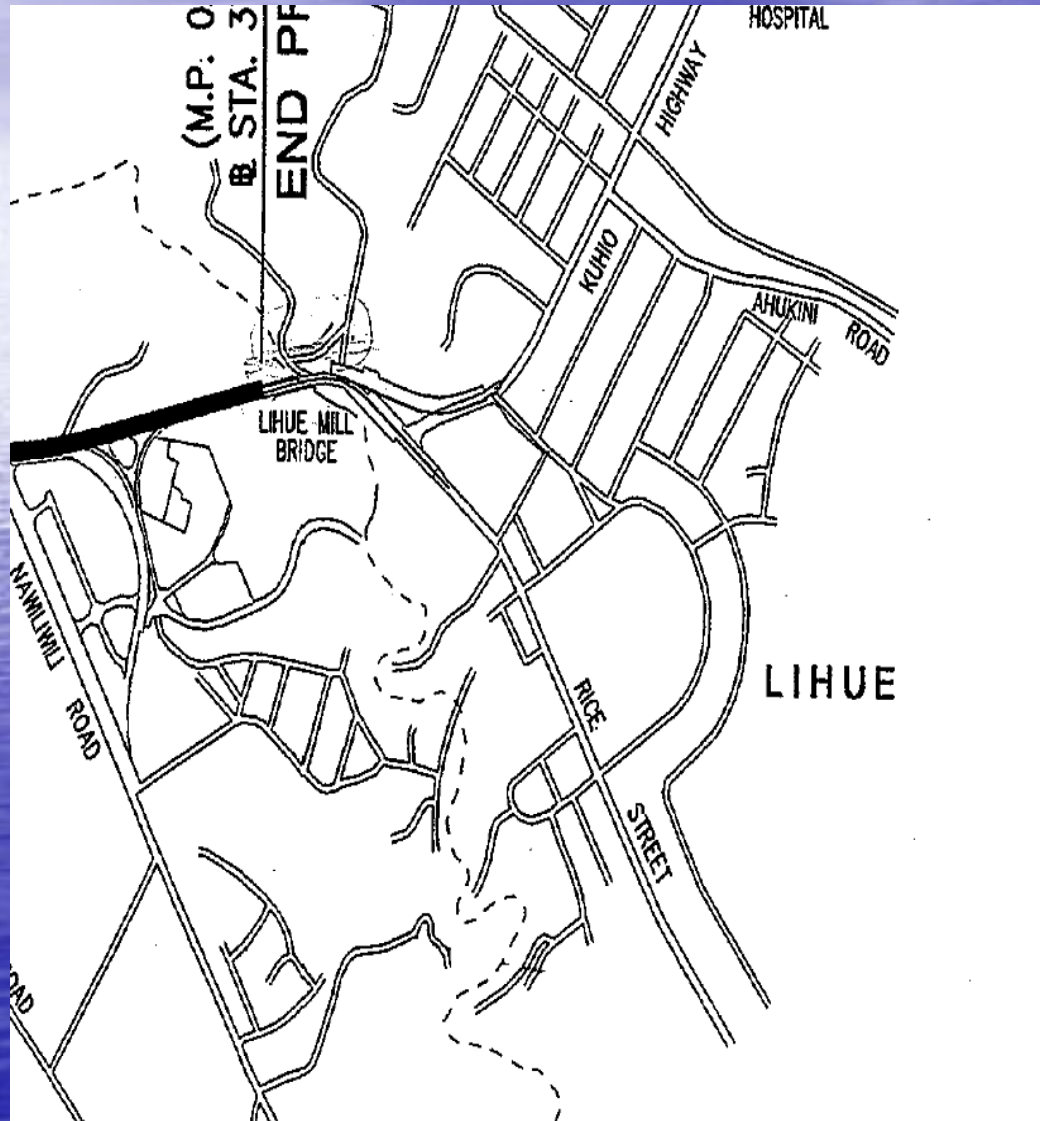 HOSPITAL
(M.P. 0
STA. 3
END PR
HIGHWAY
KUHIO
AHUKINI
ROAD
LIHUE MILL
BRIDGE
NAWILIWILI
ROAD
LIHUE
RICE
STREET
OAD